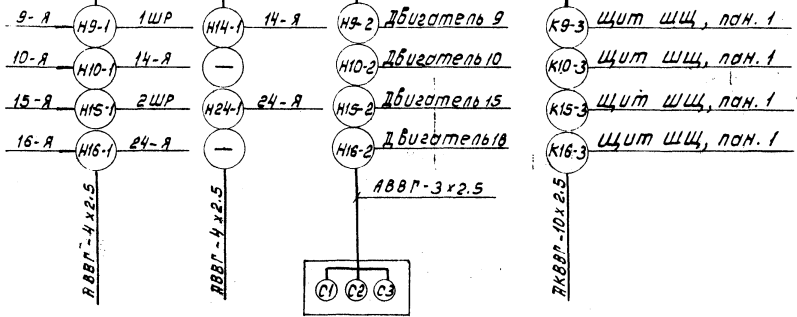 9-Я Н9-1 1ШР Н14-1 14-Я Н9-2 Двигатель 9 К9-3 Щит ШЩ, пан. 1
10-Я Н10-1 14-Я — Н10-2 Двигатель 10 К10-3 Щит ШЩ, пан. 1
15-Я Н15-1 2ШР Н24-1 24-Я Н15-2 Двигатель 15 К15-3 Щит ШЩ, пан. 1
16-Я Н16-1 24-Я — Н16-2 Двигатель 18 К16-3 Щит ШЩ, пан. 1
АВВГ-3х2.5
АВВГ-4х2.5
АВВГ-4х2.5
АКВВГ-10х2.5
С1 С2 С3